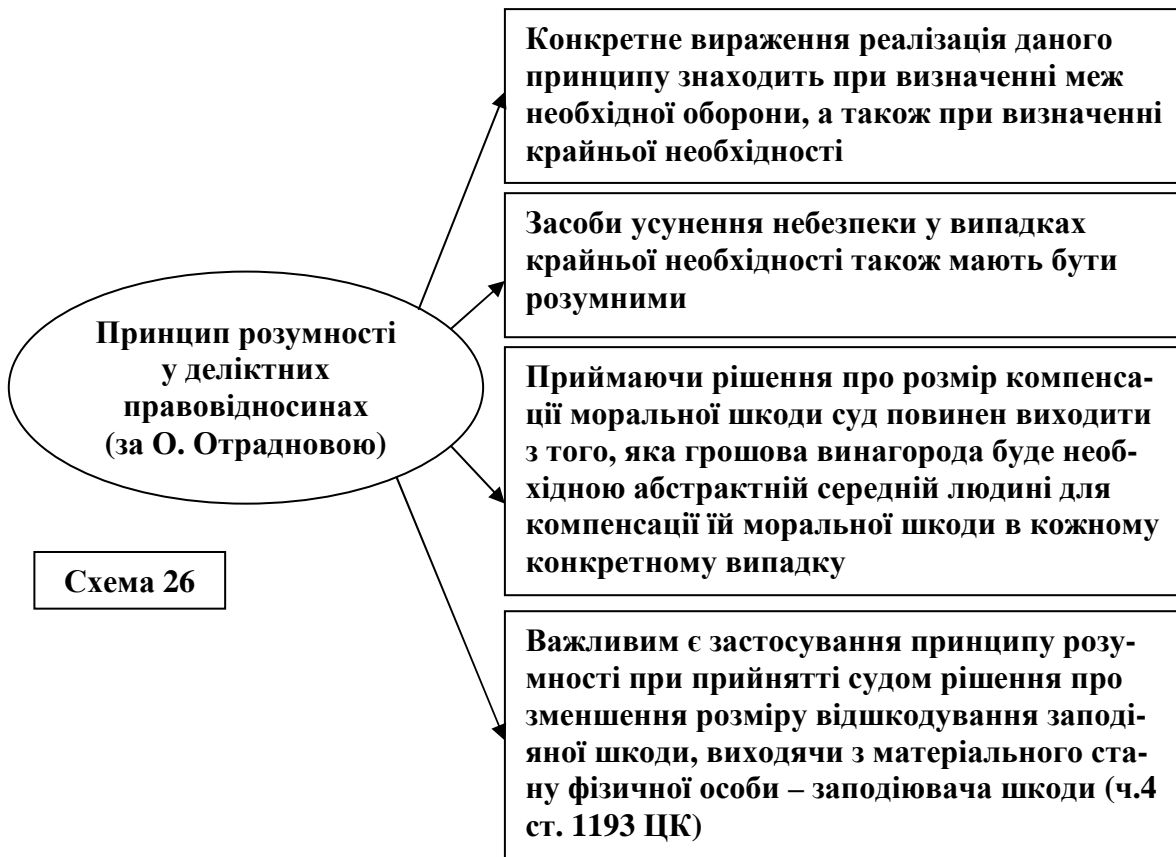 Конкретне вираження реалізація даного
принципу знаходить при визначенні меж
необхідної оборони, а також при визначенні
крайньої необхідності
Засоби усунення небезпеки у випадках
крайньої необхідності також мають бути
розумними
Принцип розумності
у деліктних
правовідносинах
(за О. Отрадновою)
Приймаючи рішення про розмір компенса-
ції моральної шкоди суд повинен виходити
з того, яка грошова винагорода буде необ-
хідною абстрактній середній людині для
компенсації їй моральної шкоди в кожному
конкретному випадку
Схема 26
Важливим є застосування принципу розу-
мності при прийнятті судом рішення про
зменшення розміру відшкодування заподі-
яної шкоди, виходячи з матеріального ста-
ну фізичної особи – заподіювача шкоди (ч.4
ст. 1193 ЦК)